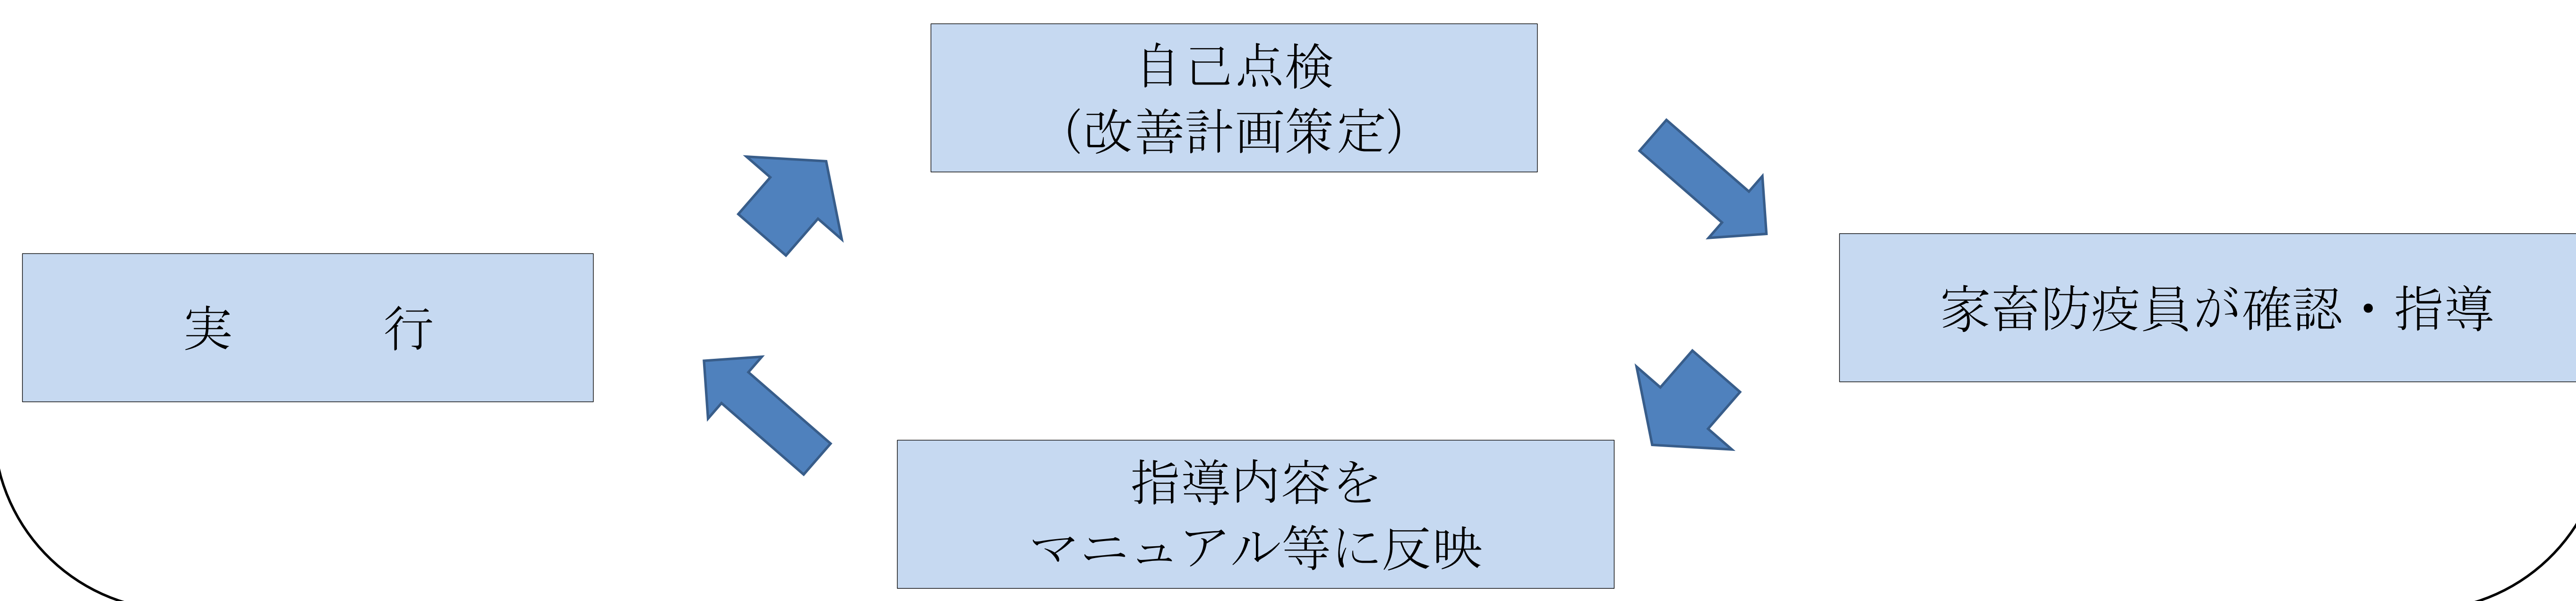 自己点検
（改善計画策定）
実　　　行
家畜防疫員が確認・指導
指導内容を
マニュアル等に反映